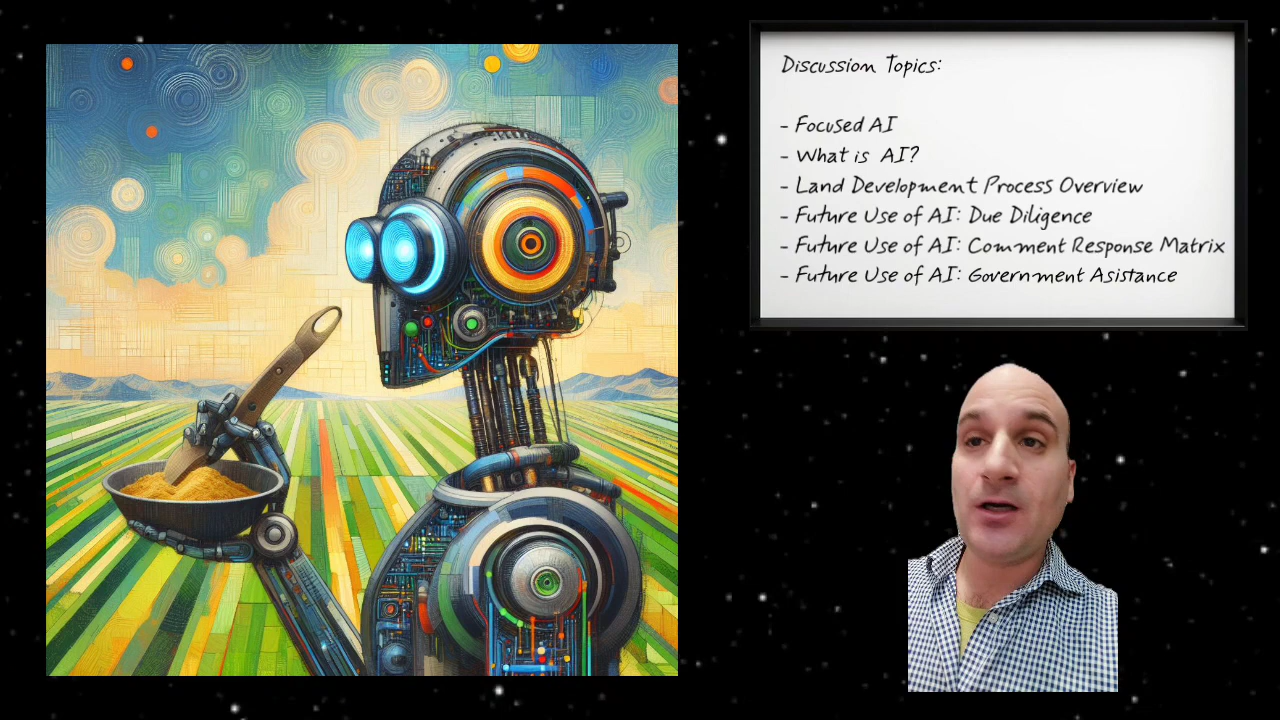 Discussion Topics:
- Focused AI
- What is AI?
- Land Development Process Overview
- Future Use of AI: Due Diligence
- Future Use of AI: Comment Response Matrix
- Future Use of AI: Government Asistance